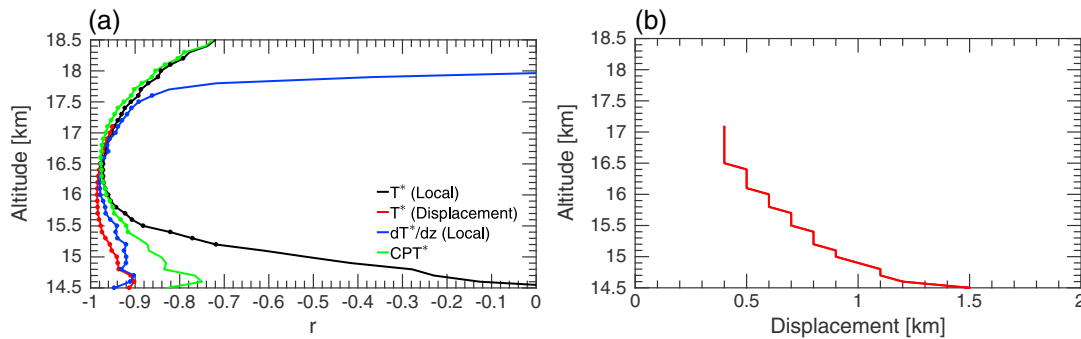 (a)
18.5
18
17.5
17
16.5
16
15.5
15
14.5
Altitude [km]
-1 -0.9 -0.8 -0.7 -0.6 -0.5 -0.4 -0.3 -0.2 -0.1 0
r
T* (Local)
T* (Displacement)
dT*/dz (Local)
CPT*
(b)
18.5
18
17.5
17
16.5
16
15.5
15
14.5
Altitude [km]
0 0.5 1 1.5 2
Displacement [km]